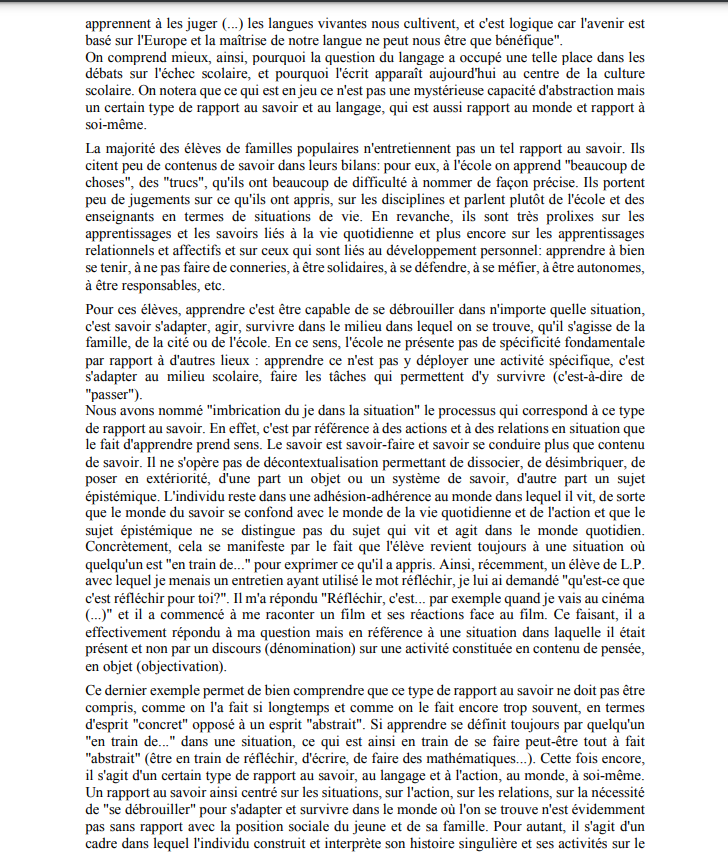 apprennent à les juger (...) les langues vivantes nous cultivent, et c'est logique car l'avenir est
basé sur l'Europe et la maîtrise de notre langue ne peut nous être que bénéfique".
On comprend mieux, ainsi, pourquoi la question du langage a occupé une telle place dans les
débats sur l'échec scolaire, et pourquoi l'écrit apparaît aujourd'hui au centre de la culture
scolaire. On notera que ce qui est en jeu ce n'est pas une mystérieuse capacité d'abstraction mais
un certain type de rapport au savoir et au langage, qui est aussi rapport au monde et rapport à
soi-même.
La majorité des élèves de familles populaires n'entretiennent pas un tel rapport au savoir. Ils
citent peu de contenus de savoir dans leurs bilans: pour eux, à l'école on apprend "beaucoup de
choses", des "trucs", qu'ils ont beaucoup de difficulté à nommer de façon précise. Ils portent
peu de jugements sur ce qu'ils ont appris, sur les disciplines et parlent plutôt de l'école et des
enseignants en termes de situations de vie. En revanche, ils sont très prolixes sur les
apprentissages et les savoirs liés à la vie quotidienne et plus encore sur les apprentissages
relationnels et affectifs et sur ceux qui sont liés au développement personnel: apprendre à bien
se tenir, à ne pas faire de conneries, à être solidaires, à se défendre, à se méfier, à être autonomes,
à être responsables, etc.
Pour ces élèves, apprendre c'est être capable de se débrouiller dans n'importe quelle situation,
c'est savoir s'adapter, agir, survivre dans le milieu dans lequel on se trouve, qu'il s'agisse de la
famille, de la cité ou de l'école. En ce sens, l'école ne présente pas de spécificité fondamentale
par rapport à d'autres lieux : apprendre ce n'est pas y déployer une activité spécifique, c'est
s'adapter au milieu scolaire, faire les tâches qui permettent d'y survivre (c'est-à-dire de
"passer").
Nous avons nommé "imbrication du je dans la situation" le processus qui correspond à ce type
de rapport au savoir. En effet, c'est par référence à des actions et à des relations en situation que
le fait d'apprendre prend sens. Le savoir est savoir-faire et savoir se conduire plus que contenu
de savoir. Il ne s'opère pas de décontextualisation permettant de dissocier, de désimbriquer, de
poser en extériorité, d'une part un objet ou un système de savoir, d'autre part un sujet
épistémique. L'individu reste dans une adhésion-adhérence au monde dans lequel il vit, de sorte
que le monde du savoir se confond avec le monde de la vie quotidienne et de l'action et que le
sujet épistémique ne se distingue pas du sujet qui vit et agit dans le monde quotidien.
Concrètement, cela se manifeste par le fait que l'élève revient toujours à une situation où
quelqu'un est "en train de..." pour exprimer ce qu'il a appris. Ainsi, récemment, un élève de L.P.
avec lequel je menais un entretien ayant utilisé le mot réfléchir, je lui ai demandé "qu'est-ce que
c'est réfléchir pour toi?". Il m'a répondu "Réfléchir, c'est... par exemple quand je vais au cinéma
(...)" et il a commencé à me raconter un film et ses réactions face au film. Ce faisant, il a
effectivement répondu à ma question mais en référence à une situation dans laquelle il était
présent et non par un discours (dénomination) sur une activité constituée en contenu de pensée,
en objet (objectivation).
Ce dernier exemple permet de bien comprendre que ce type de rapport au savoir ne doit pas être
compris, comme on l'a fait si longtemps et comme on le fait encore trop souvent, en termes
d'esprit "concret" opposé à un esprit "abstrait". Si apprendre se définit toujours par quelqu'un
"en train de..." dans une situation, ce qui est ainsi en train de se faire peut-être tout à fait
"abstrait" (être en train de réfléchir, d'écrire, de faire des mathématiques...). Cette fois encore,
il s'agit d'un certain type de rapport au savoir, au langage et à l'action, au monde, à soi-même.
Un rapport au savoir ainsi centré sur les situations, sur l'action, sur les relations, sur la nécessité
de "se débrouiller" pour s'adapter et survivre dans le monde où l'on se trouve n'est évidemment
pas sans rapport avec la position sociale du jeune et de sa famille. Pour autant, il s'agit d'un
cadre dans lequel l'individu construit et interprète son histoire singulière et ses activités sur le